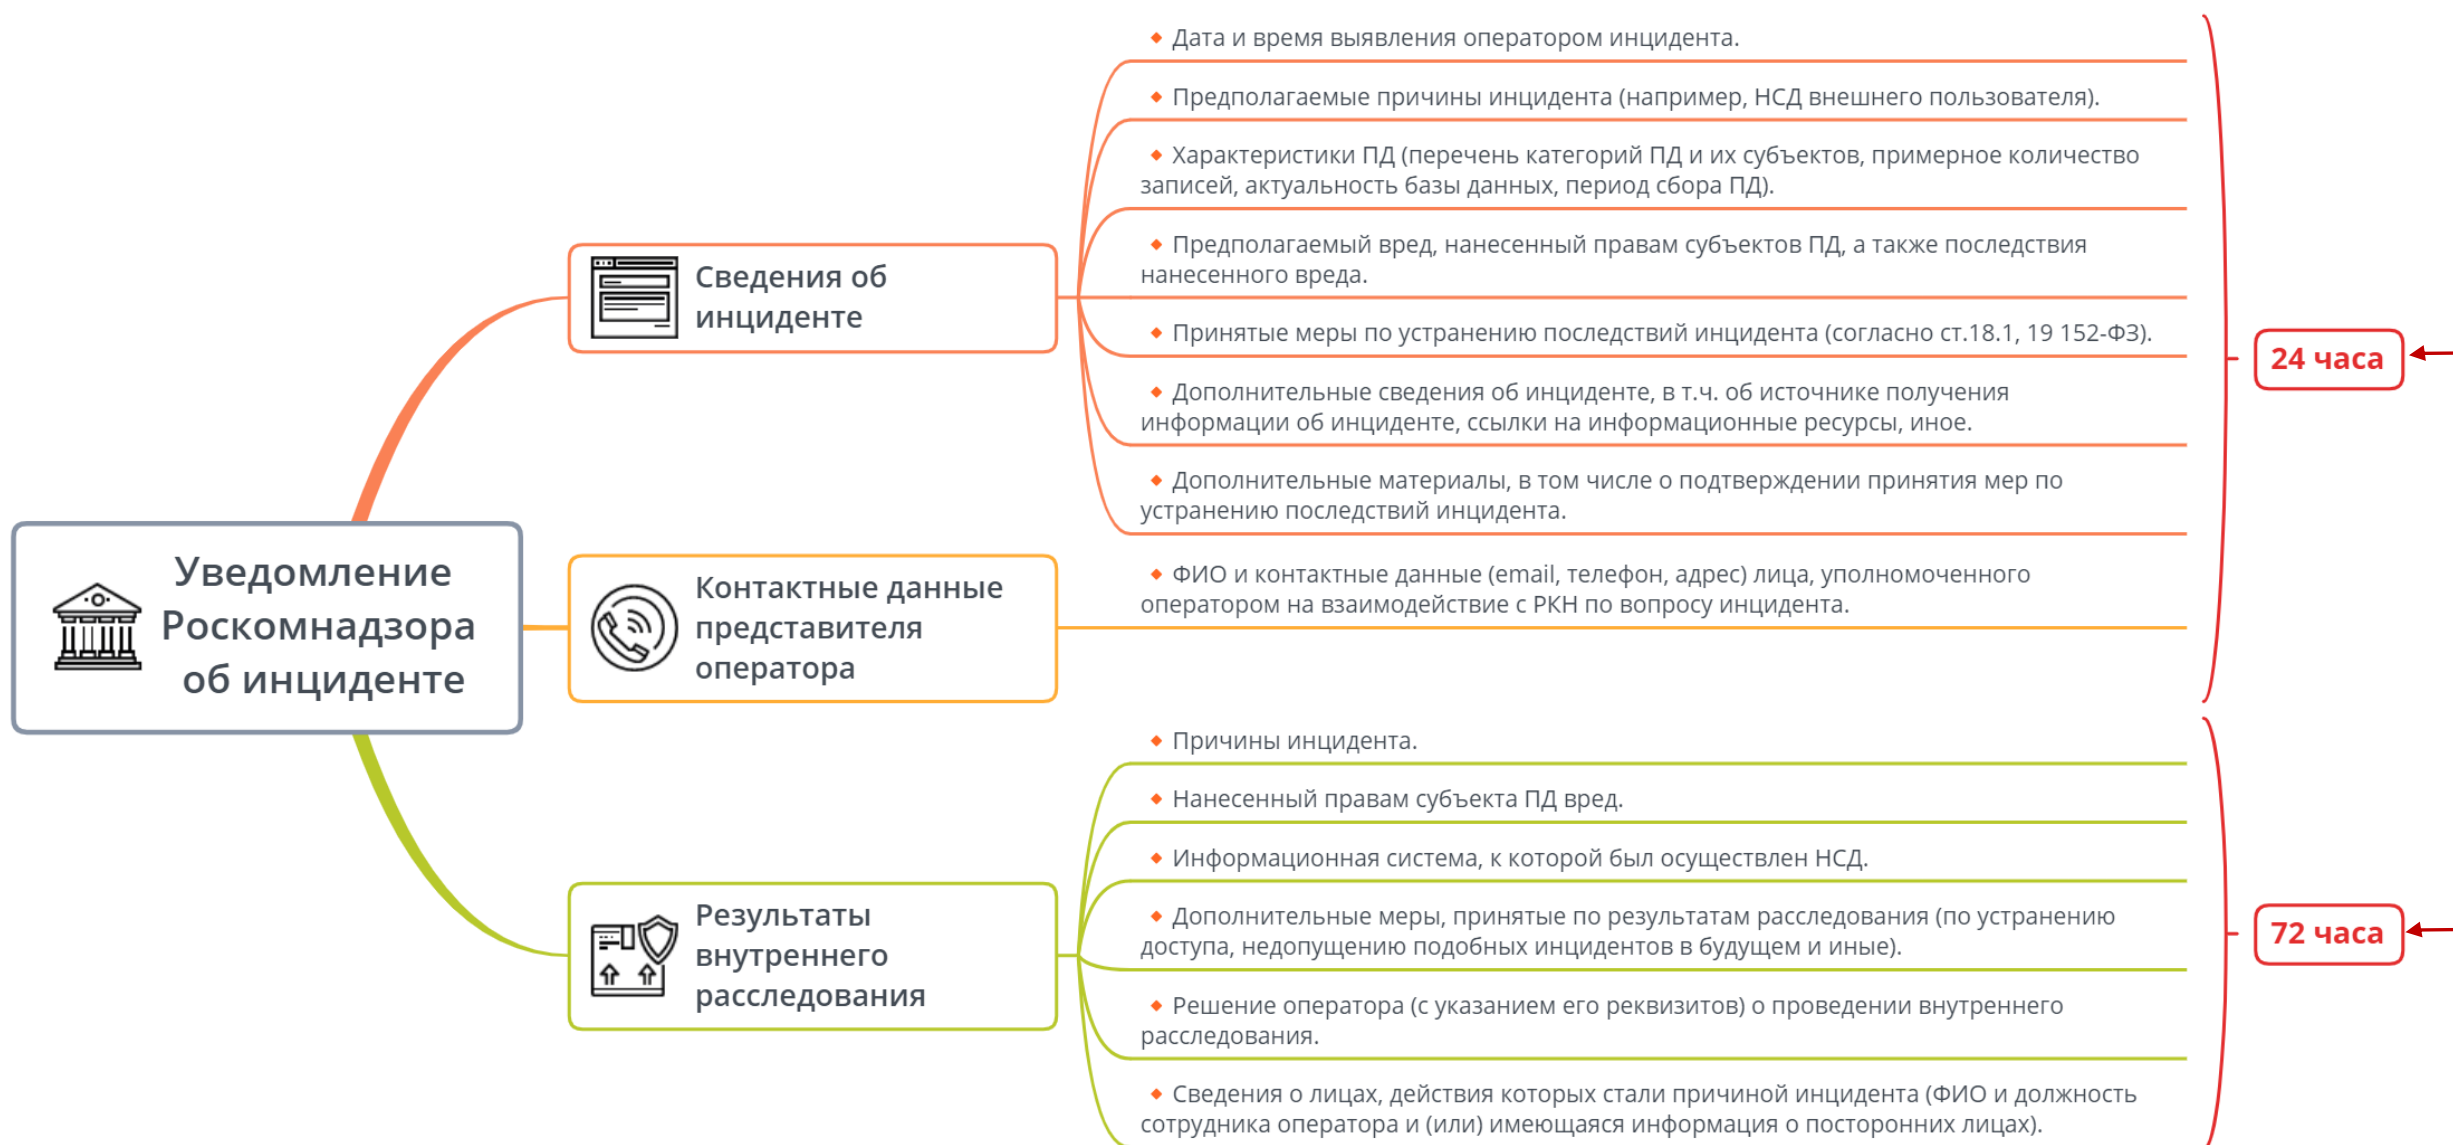 Дата и время выявления оператором инцидента.
Предполагаемые причины инцидента (например, НСД внешнего пользователя).
Характеристики ПД (перечень категорий ПД и их субъектов, примерное количество
записей, актуальность базы данных, период сбора ПД).
Предполагаемый вред, нанесенный правам субъектов ПД, а также последствия
нанесенного вреда.
Сведения об
инциденте
Принятые меры по устранению последствий инцидента (согласно ст.18.1, 19 152-ФЗ).
24 часа
Дополнительные сведения об инциденте, в т.ч. об источнике получения
информации об инциденте, ссылки на информационные ресурсы, иное.
Дополнительные материалы, в том числе о подтверждении принятия мер по
устранению последствий инцидента.
Уведомление
Роскомнадзора
об инциденте
Контактные данные
представителя
оператора
ФИО и контактные данные (email, телефон, адрес) лица, уполномоченного
оператором на взаимодействие с РКН по вопросу инцидента.
Причины инцидента.
Нанесенный правам субъекта ПД вред.
Информационная система, к которой был осуществлен НСД.
Результаты
внутреннего
расследования
Дополнительные меры, принятые по результатам расследования (по устранению
доступа, недопущению подобных инцидентов в будущем и иные).
72 часа
Решение оператора (с указанием его реквизитов) о проведении внутреннего
расследования.
Сведения о лицах, действия которых стали причиной инцидента (ФИО и должность
сотрудника оператора и (или) имеющаяся информация о посторонних лицах).